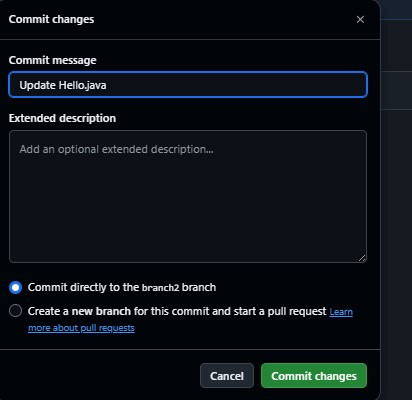 Commit changes
Commit message
Update Hello.java
Extended description
Add an optional extended description...
Commit directly to the branch2 branch
Create a new branch for this commit and start a pull request Learn
more about pull requests
Cancel
Commit changes